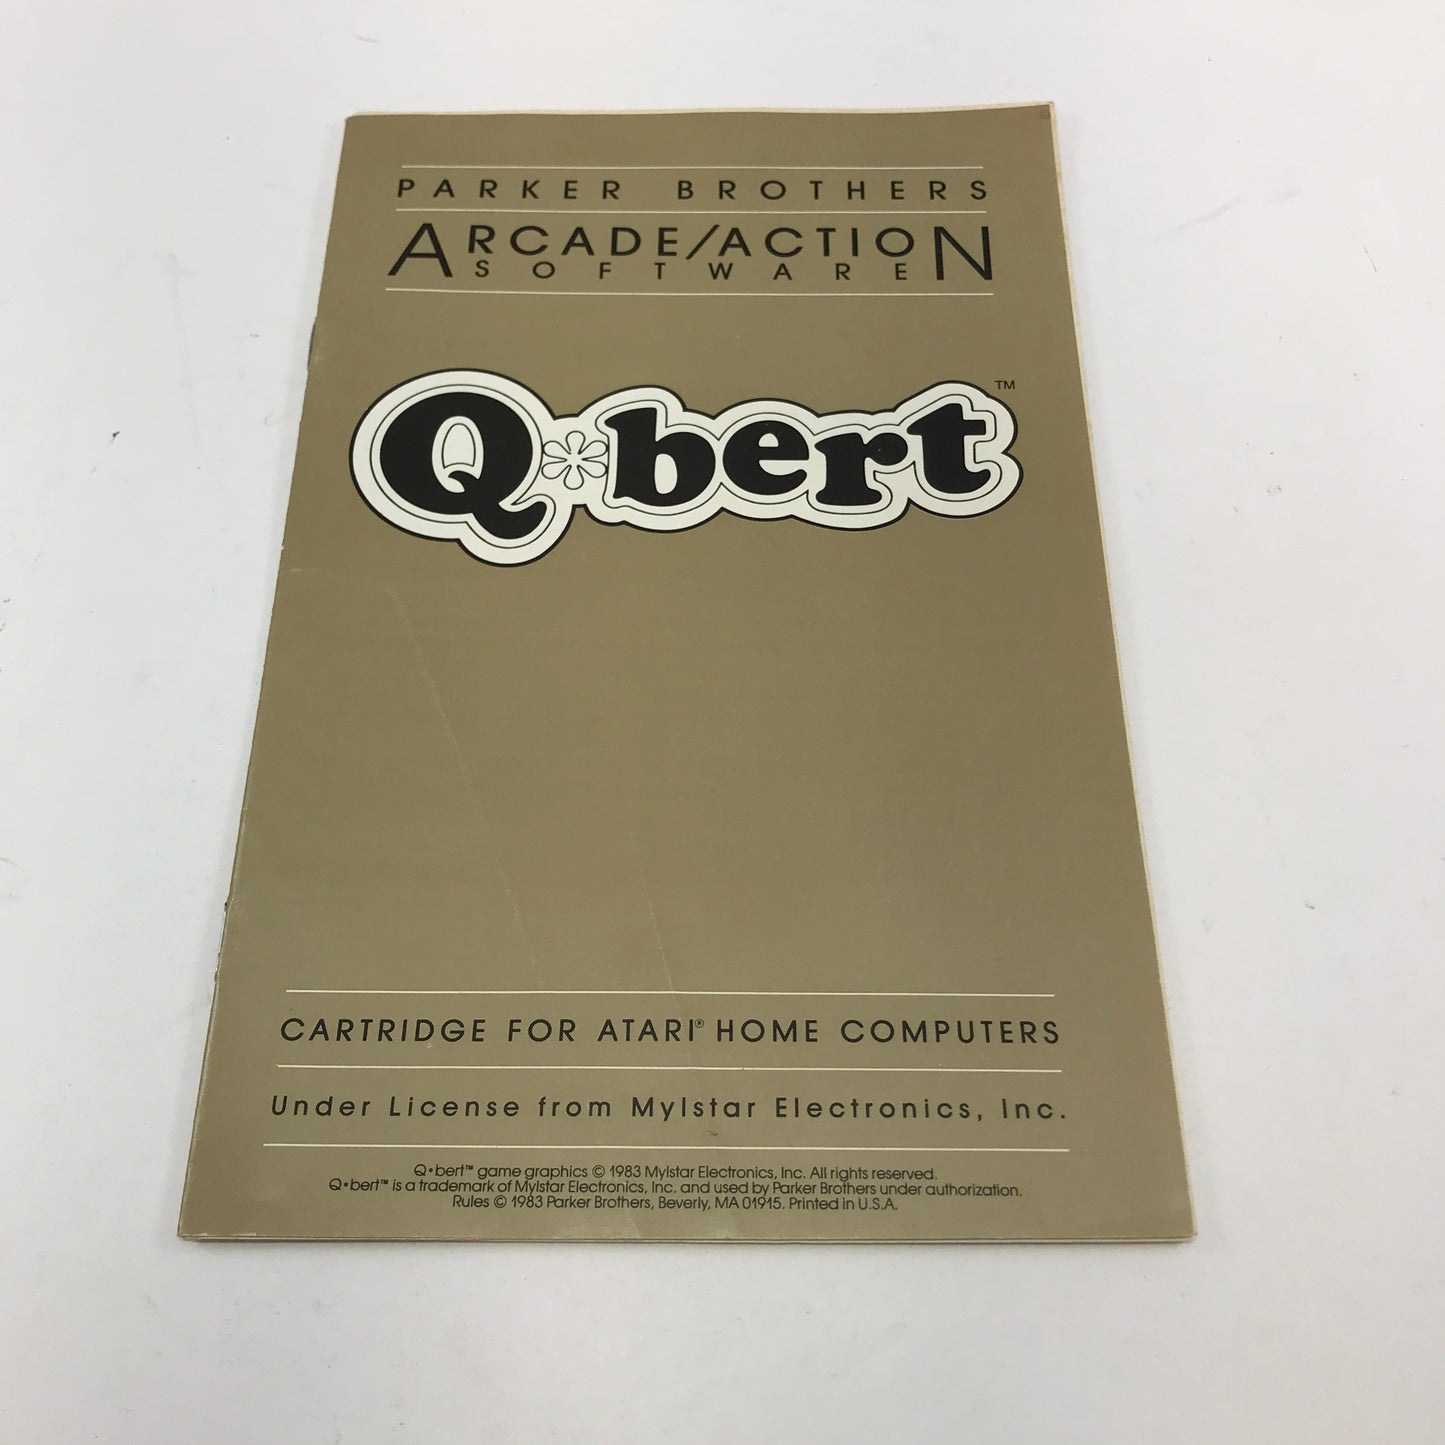 PARKER BROTHERS
ARCADE/ACTION
SOFTWARE
Q*bert™
CARTRIDGE FOR ATARI® HOME COMPUTERS
Under License from Mylstar Electronics, Inc.
Q•bert™ game graphics © 1983 Mylstar Electronics, Inc. All rights reserved.
Q•bert™ is a trademark of Mylstar Electronics, Inc. and used by Parker Brothers under authorization.
Rules © 1983 Parker Brothers, Beverly, MA 01915. Printed in U.S.A.